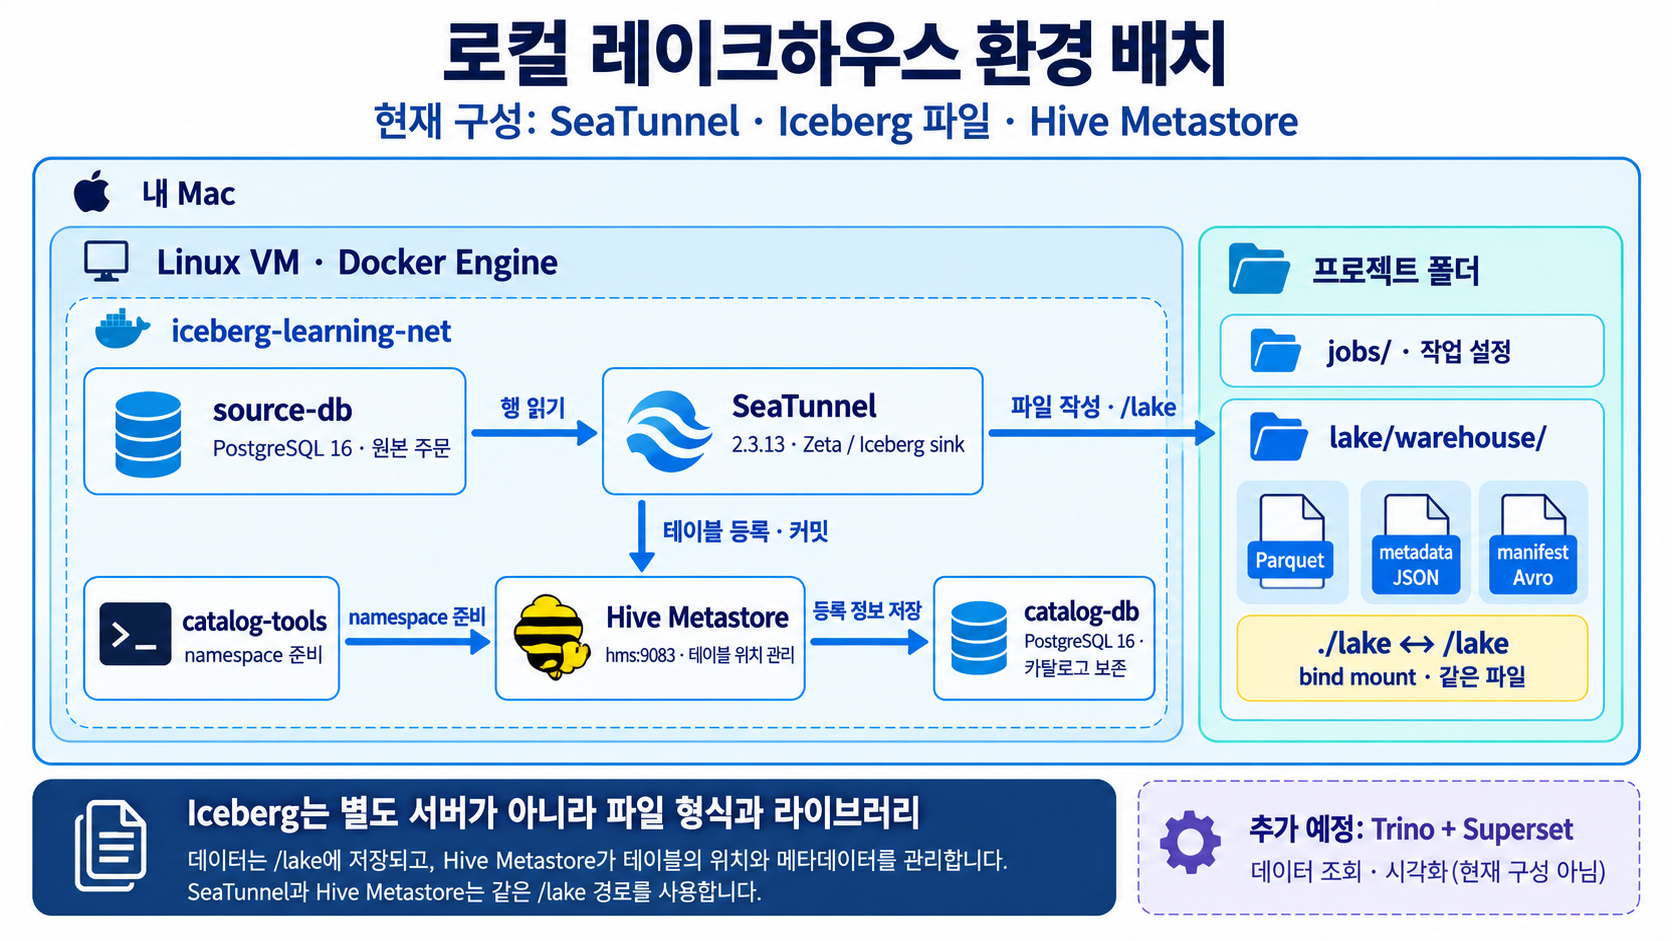 로컬 레이크하우스 환경 배치
현재 구성: SeaTunnel · Iceberg 파일 · Hive Metastore
내 Mac
Linux VM · Docker Engine
iceberg-learning-net
source-db
PostgreSQL 16 · 원본 주문
행 읽기
SeaTunnel
2.3.13 · Zeta / Iceberg sink
파일 작성 · /lake
테이블 등록 · 커밋
catalog-tools
namespace 준비
namespace 준비
Hive Metastore
hms:9083 · 테이블 위치 관리
등록 정보 저장
catalog-db
PostgreSQL 16 ·
카탈로그 보존
프로젝트 폴더
jobs/ · 작업 설정
lake/warehouse/
Parquet
metadata
JSON
manifest
Avro
./lake ↔ /lake
bind mount · 같은 파일
Iceberg는 별도 서버가 아니라 파일 형식과 라이브러리
데이터는 /lake에 저장되고, Hive Metastore가 테이블의 위치와 메타데이터를 관리합니다.
SeaTunnel과 Hive Metastore는 같은 /lake 경로를 사용합니다.
추가 예정: Trino + Superset
데이터 조회 · 시각화 (현재 구성 아님)